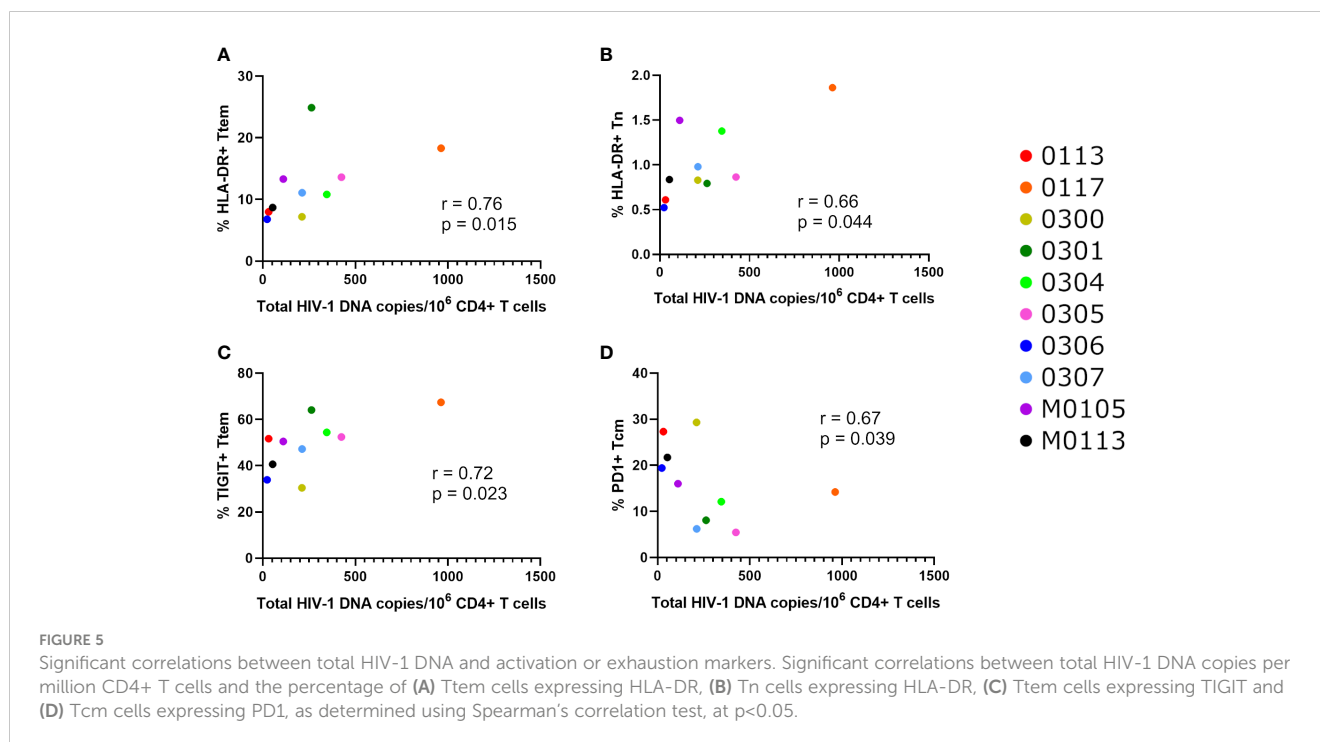 A
30
20
10
0
% HLA-DR+ Ttem
r = 0.76
p = 0.015
0 500 1000 1500
Total HIV-1 DNA copies/10⁶ CD4+ T cells
B
2.0
1.5
1.0
0.5
0.0
% HLA-DR+ Tn
r = 0.66
p = 0.044
0 500 1000 1500
Total HIV-1 DNA copies/10⁶ CD4+ T cells
C
80
60
40
20
0
% TIGIT+ Ttem
r = 0.72
p = 0.023
0 500 1000 1500
Total HIV-1 DNA copies/10⁶ CD4+ T cells
D
40
30
20
10
0
% PD1+ Tcm
r = 0.67
p = 0.039
0 500 1000 1500
Total HIV-1 DNA copies/10⁶ CD4+ T cells
0113
0117
0300
0301
0304
0305
0306
0307
M0105
M0113
FIGURE 5
Significant correlations between total HIV-1 DNA and activation or exhaustion markers. Significant correlations between total HIV-1 DNA copies per
million CD4+ T cells and the percentage of (A) Ttem cells expressing HLA-DR, (B) Tn cells expressing HLA-DR, (C) Ttem cells expressing TIGIT and
(D) Tcm cells expressing PD1, as determined using Spearman’s correlation test, at p<0.05.